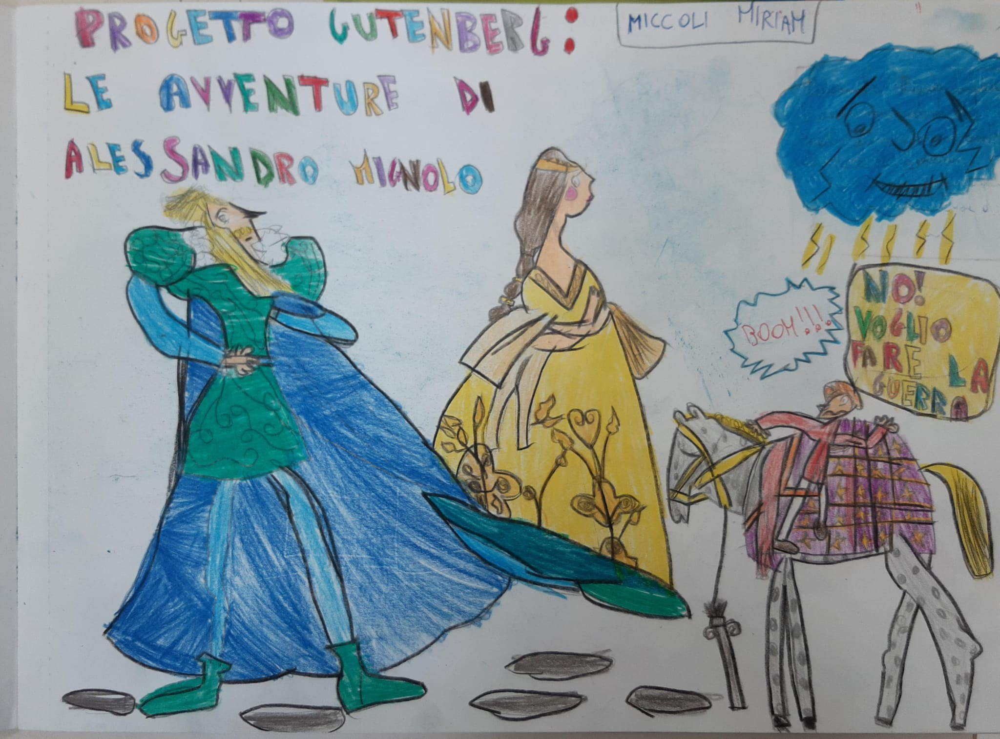 PROGETTO GUTENBERG:
MICCOLI MIRIAM
LE AVVENTURE DI
ALESSANDRO MIGNOLO
BOOM!!!
NO!
VOGLIO
FARE LA
GUERRA